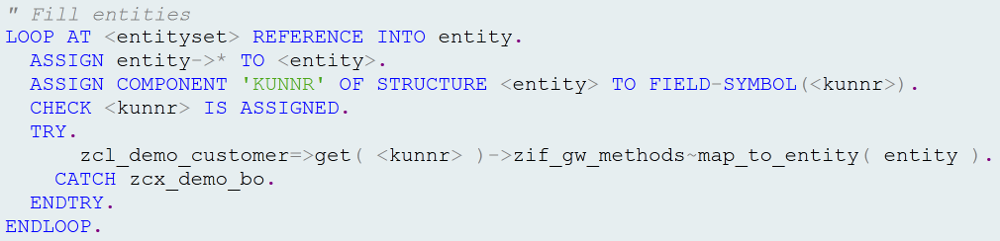 " Fill entities
LOOP AT <entityset> REFERENCE INTO entity.
  ASSIGN entity->* TO <entity>.
  ASSIGN COMPONENT 'KUNNR' OF STRUCTURE <entity> TO FIELD-SYMBOL(<kunnr>).
  CHECK <kunnr> IS ASSIGNED.
  TRY.
      zcl_demo_customer=>get( <kunnr> )->zif_gw_methods~map_to_entity( entity ).
    CATCH zcx_demo_bo.
  ENDTRY.
ENDLOOP.